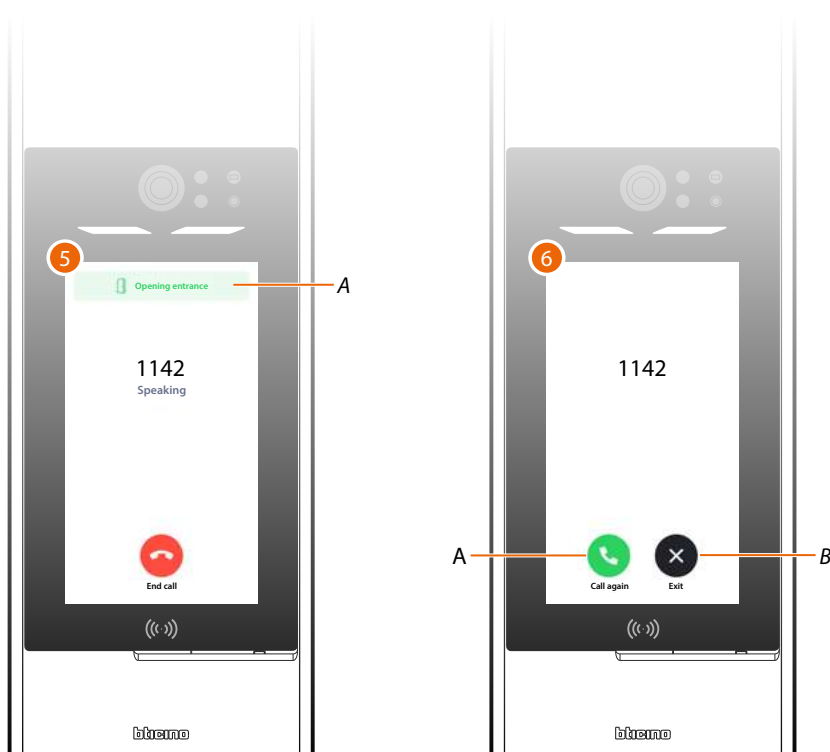 5
Opening entrance
A
1142
Speaking
End call
bticino
6
1142
A
B
Call again
Exit
bticino